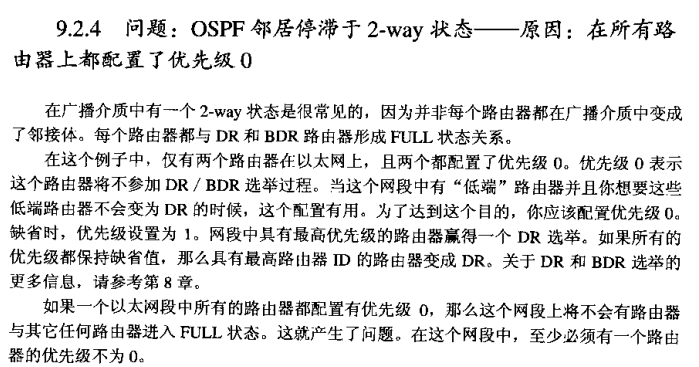 9.2.4 问题：OSPF 邻居停滞于 2-way 状态——原因：在所有路
由器上都配置了优先级 0
在广播介质中有一个 2-way 状态是很常见的，因为并非每个路由器都在广播介质中变成
了邻接体。每个路由器都与 DR 和 BDR 路由器形成 FULL 状态关系。
在这个例子中，仅有两个路由器在以太网上，且两个都配置了优先级 0。优先级 0 表示
这个路由器将不参加 DR / BDR 选举过程。当这个网段中有“低端”路由器并且你想要这些
低端路由器不会变为 DR 的时候，这个配置有用。为了达到这个目的，你应该配置优先级 0。
缺省时，优先级设置为 1。网段中具有最高优先级的路由器赢得一个 DR 选举。如果所有的
优先级都保持缺省值，那么具有最高路由器 ID 的路由器变成 DR。关于 DR 和 BDR 选举的
更多信息，请参考第 8 章。
如果一个以太网段中所有的路由器都配置有优先级 0，那么这个网段上将不会有路由器
与其它任何路由器进入 FULL 状态。这就产生了问题。在这个网段中，至少必须有一个路由
器的优先级不为 0。